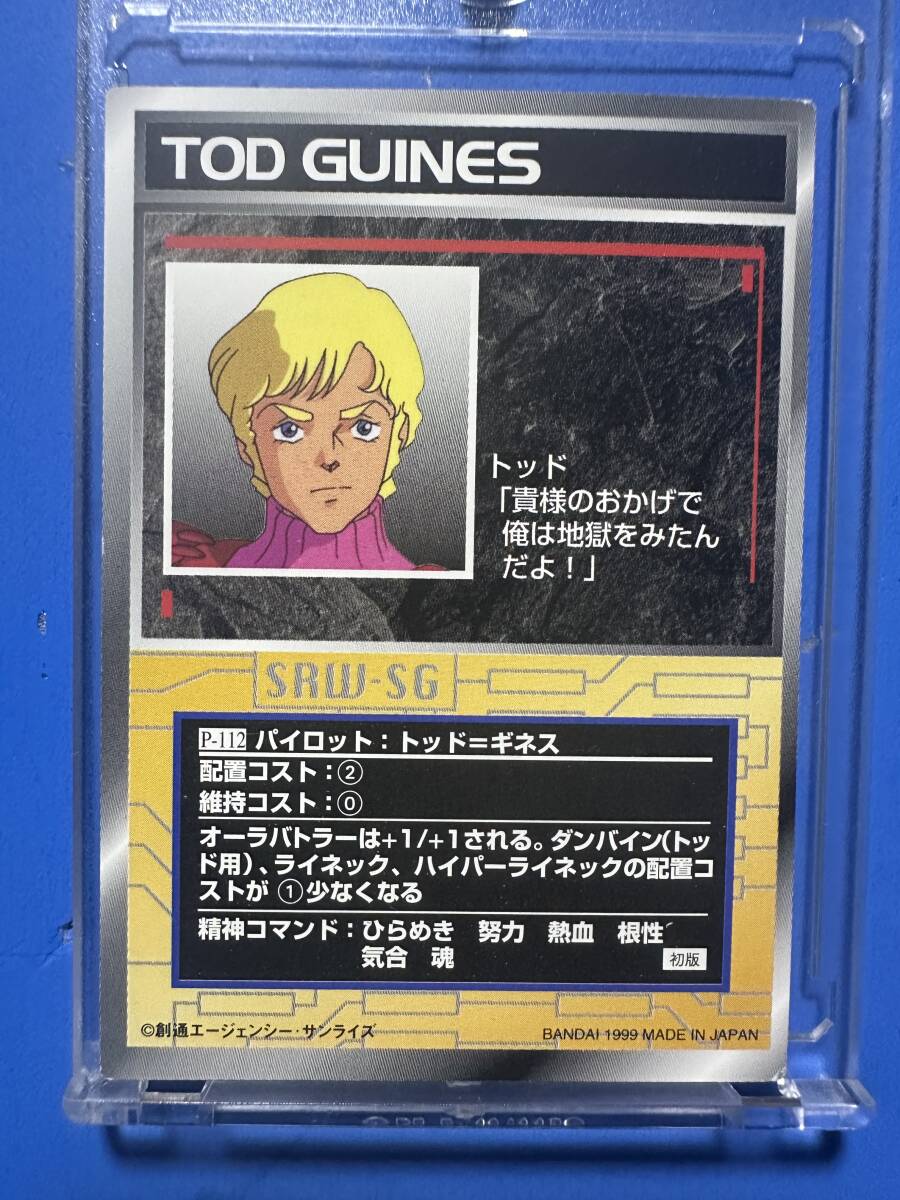 TOD GUINES
トッド
「貴様のおかげで
俺は地獄をみたん
だよ！」
SRW-SG
P-112 パイロット：トッド＝ギネス
配置コスト：②
維持コスト：⓪
オーラバトラーは+1/+1される。ダンバイン(トッ
ド用)、ライネック、ハイパーライネックの配置コ
ストが ①少なくなる
精神コマンド：ひらめき 努力 熱血 根性
気合 魂
初版
©創通エージェンシー・サンライズ
BANDAI 1999 MADE IN JAPAN